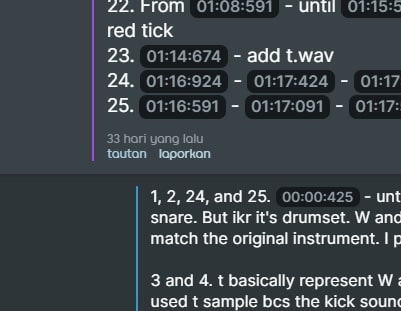 22. From 01:08:591 - until 01:15:5
red tick
23. 01:14:674 - add t.wav
24. 01:16:924 - 01:17:424 - 01:17
25. 01:16:591 - 01:17:091 - 01:17:
33 hari yang lalu
tautan laporkan
1, 2, 24, and 25. 00:00:425 - unt
snare. But ikr it's drumset. W and
match the original instrument. I p
3 and 4. t basically represent W a
used t sample bcs the kick soun